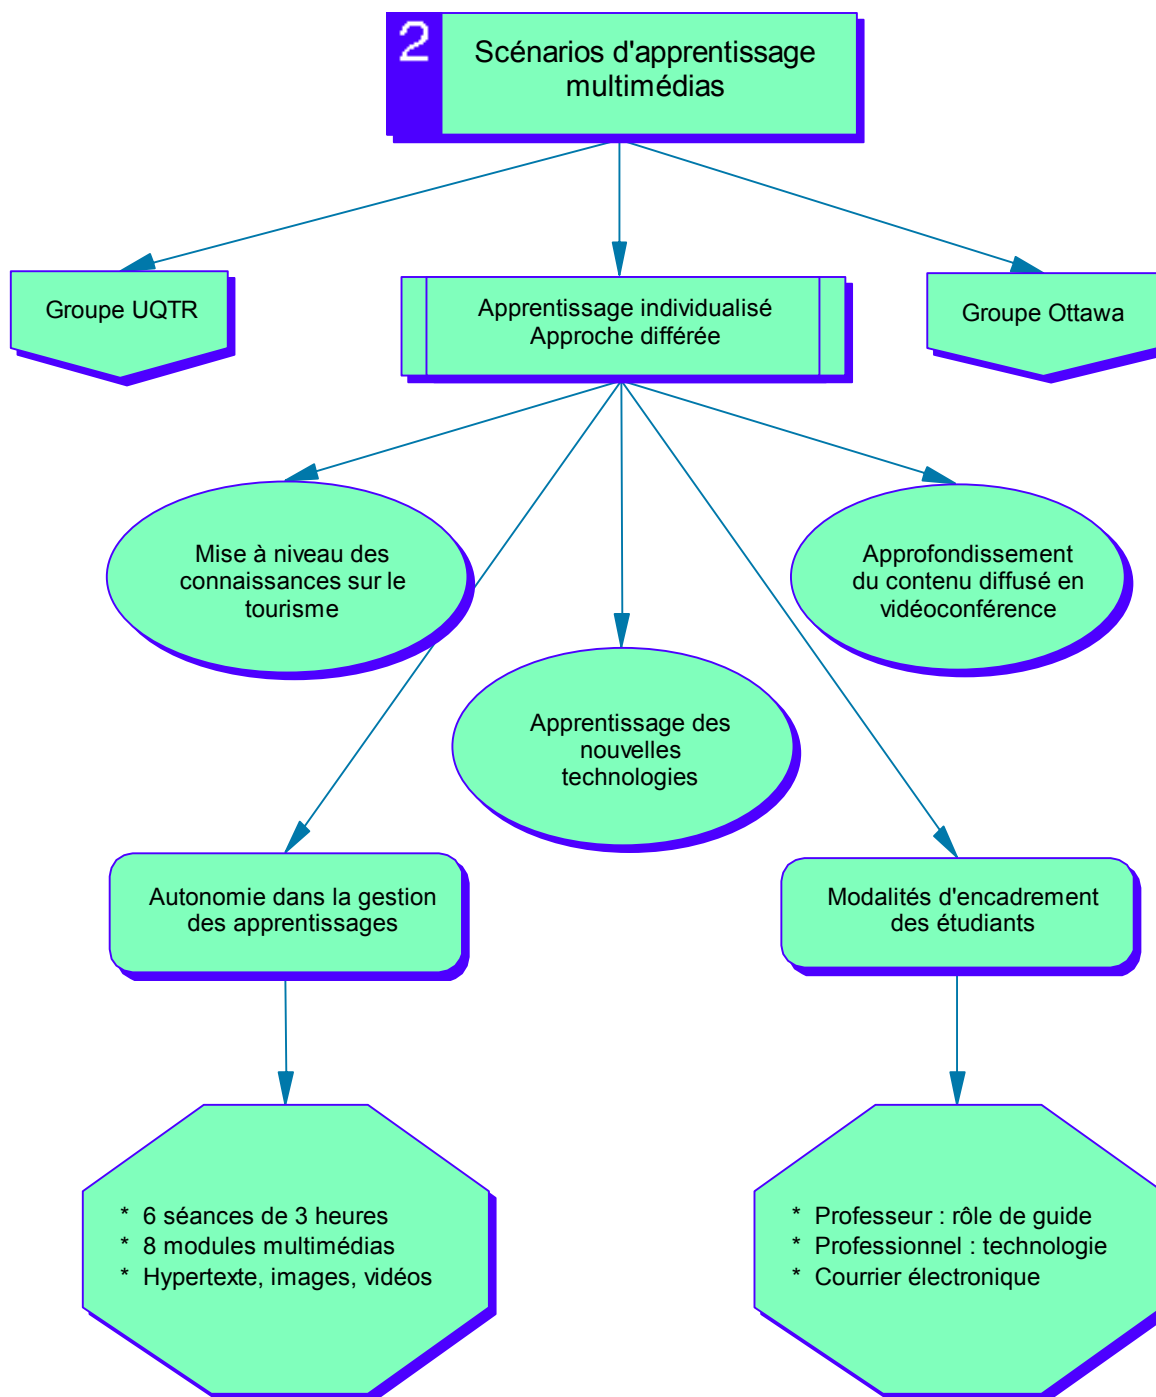 2
Scénarios d'apprentissage
multimédias
Groupe UQTR
Apprentissage individualisé
Approche différée
Groupe Ottawa
Mise à niveau des
connaissances sur le
tourisme
Approfondissement
du contenu diffusé en
vidéoconférence
Apprentissage des
nouvelles
technologies
Autonomie dans la gestion
des apprentissages
Modalités d'encadrement
des étudiants
* 6 séances de 3 heures
* 8 modules multimédias
* Hypertexte, images, vidéos
* Professeur : rôle de guide
* Professionnel : technologie
* Courrier électronique